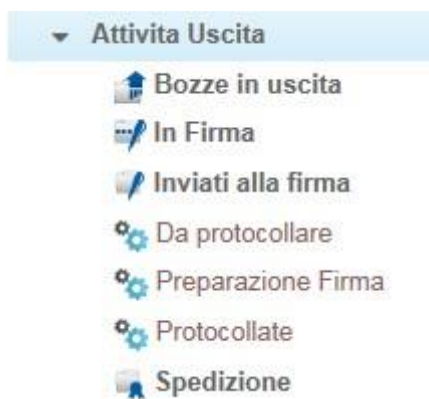 Attivita Uscita
Bozze in uscita
In Firma
Inviati alla firma
Da protocollare
Preparazione Firma
Protocollate
Spedizione